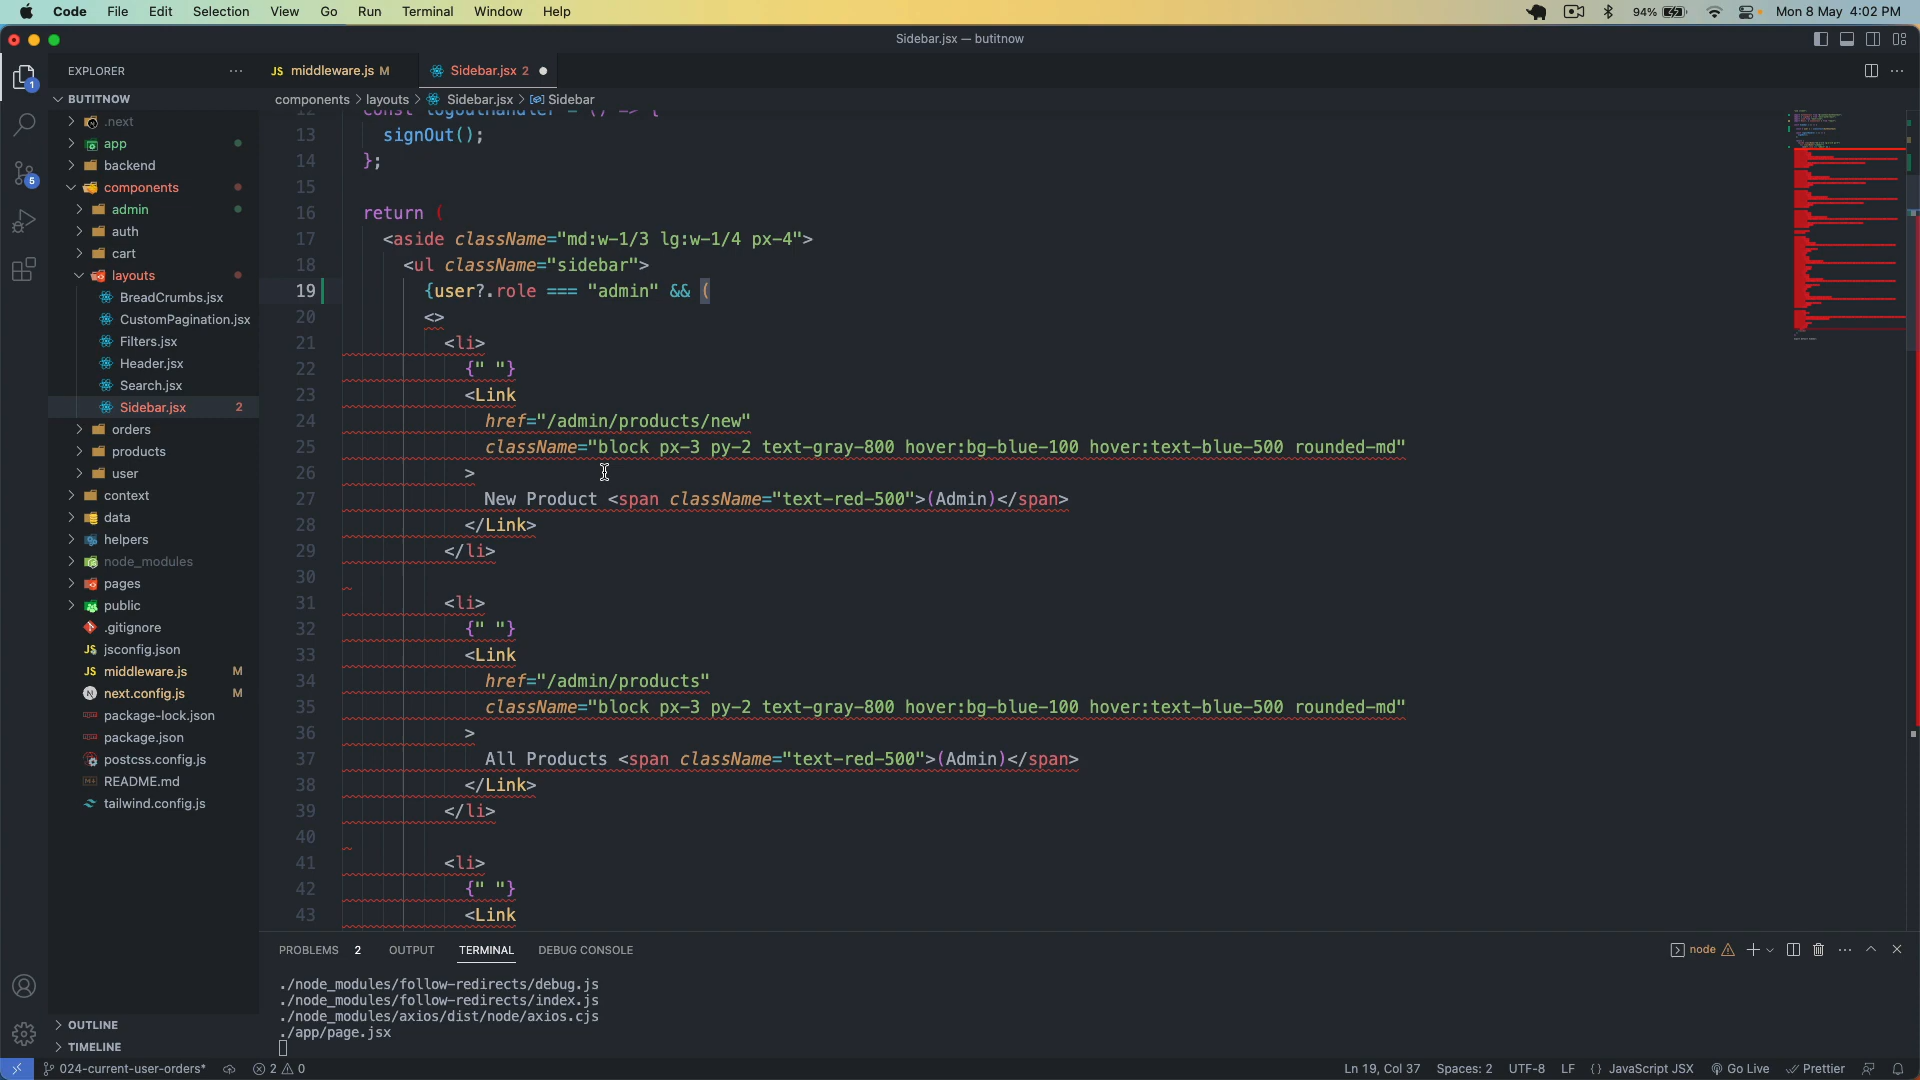 Code File Edit Selection View Go Run Terminal Window Help 94% Mon 8 May 4:02 PM
Sidebar.jsx — butitnow
EXPLORER
JS middleware.js M Sidebar.jsx 2
BUTITNOW
components > layouts > Sidebar.jsx > Sidebar
.next
app
backend
components
admin
auth
cart
layouts
BreadCrumbs.jsx
CustomPagination.jsx
Filters.jsx
Header.jsx
Search.jsx
Sidebar.jsx 2
orders
products
user
context
data
helpers
node_modules
pages
public
.gitignore
JS jsconfig.json
JS middleware.js M
next.config.js M
package-lock.json
package.json
postcss.config.js
README.md
tailwind.config.js
OUTLINE
TIMELINE
1
5
12 const logoutHandler = () => {
13 signOut();
14 };
15
16 return (
17 <aside className="md:w-1/3 lg:w-1/4 px-4">
18 <ul className="sidebar">
19 {user?.role === "admin" && (
20 <>
21 <li>
22 {" "}
23 <Link
24 href="/admin/products/new"
25 className="block px-3 py-2 text-gray-800 hover:bg-blue-100 hover:text-blue-500 rounded-md"
26 >
27 New Product <span className="text-red-500">(Admin)</span>
28 </Link>
29 </li>
30
31 <li>
32 {" "}
33 <Link
34 href="/admin/products"
35 className="block px-3 py-2 text-gray-800 hover:bg-blue-100 hover:text-blue-500 rounded-md"
36 >
37 All Products <span className="text-red-500">(Admin)</span>
38 </Link>
39 </li>
40
41 <li>
42 {" "}
43 <Link
PROBLEMS 2 OUTPUT TERMINAL DEBUG CONSOLE node
./node_modules/follow-redirects/debug.js
./node_modules/follow-redirects/index.js
./node_modules/axios/dist/node/axios.cjs
./app/page.jsx
024-current-user-orders* 2 0 Ln 19, Col 37 Spaces: 2 UTF-8 LF {} JavaScript JSX Go Live Prettier